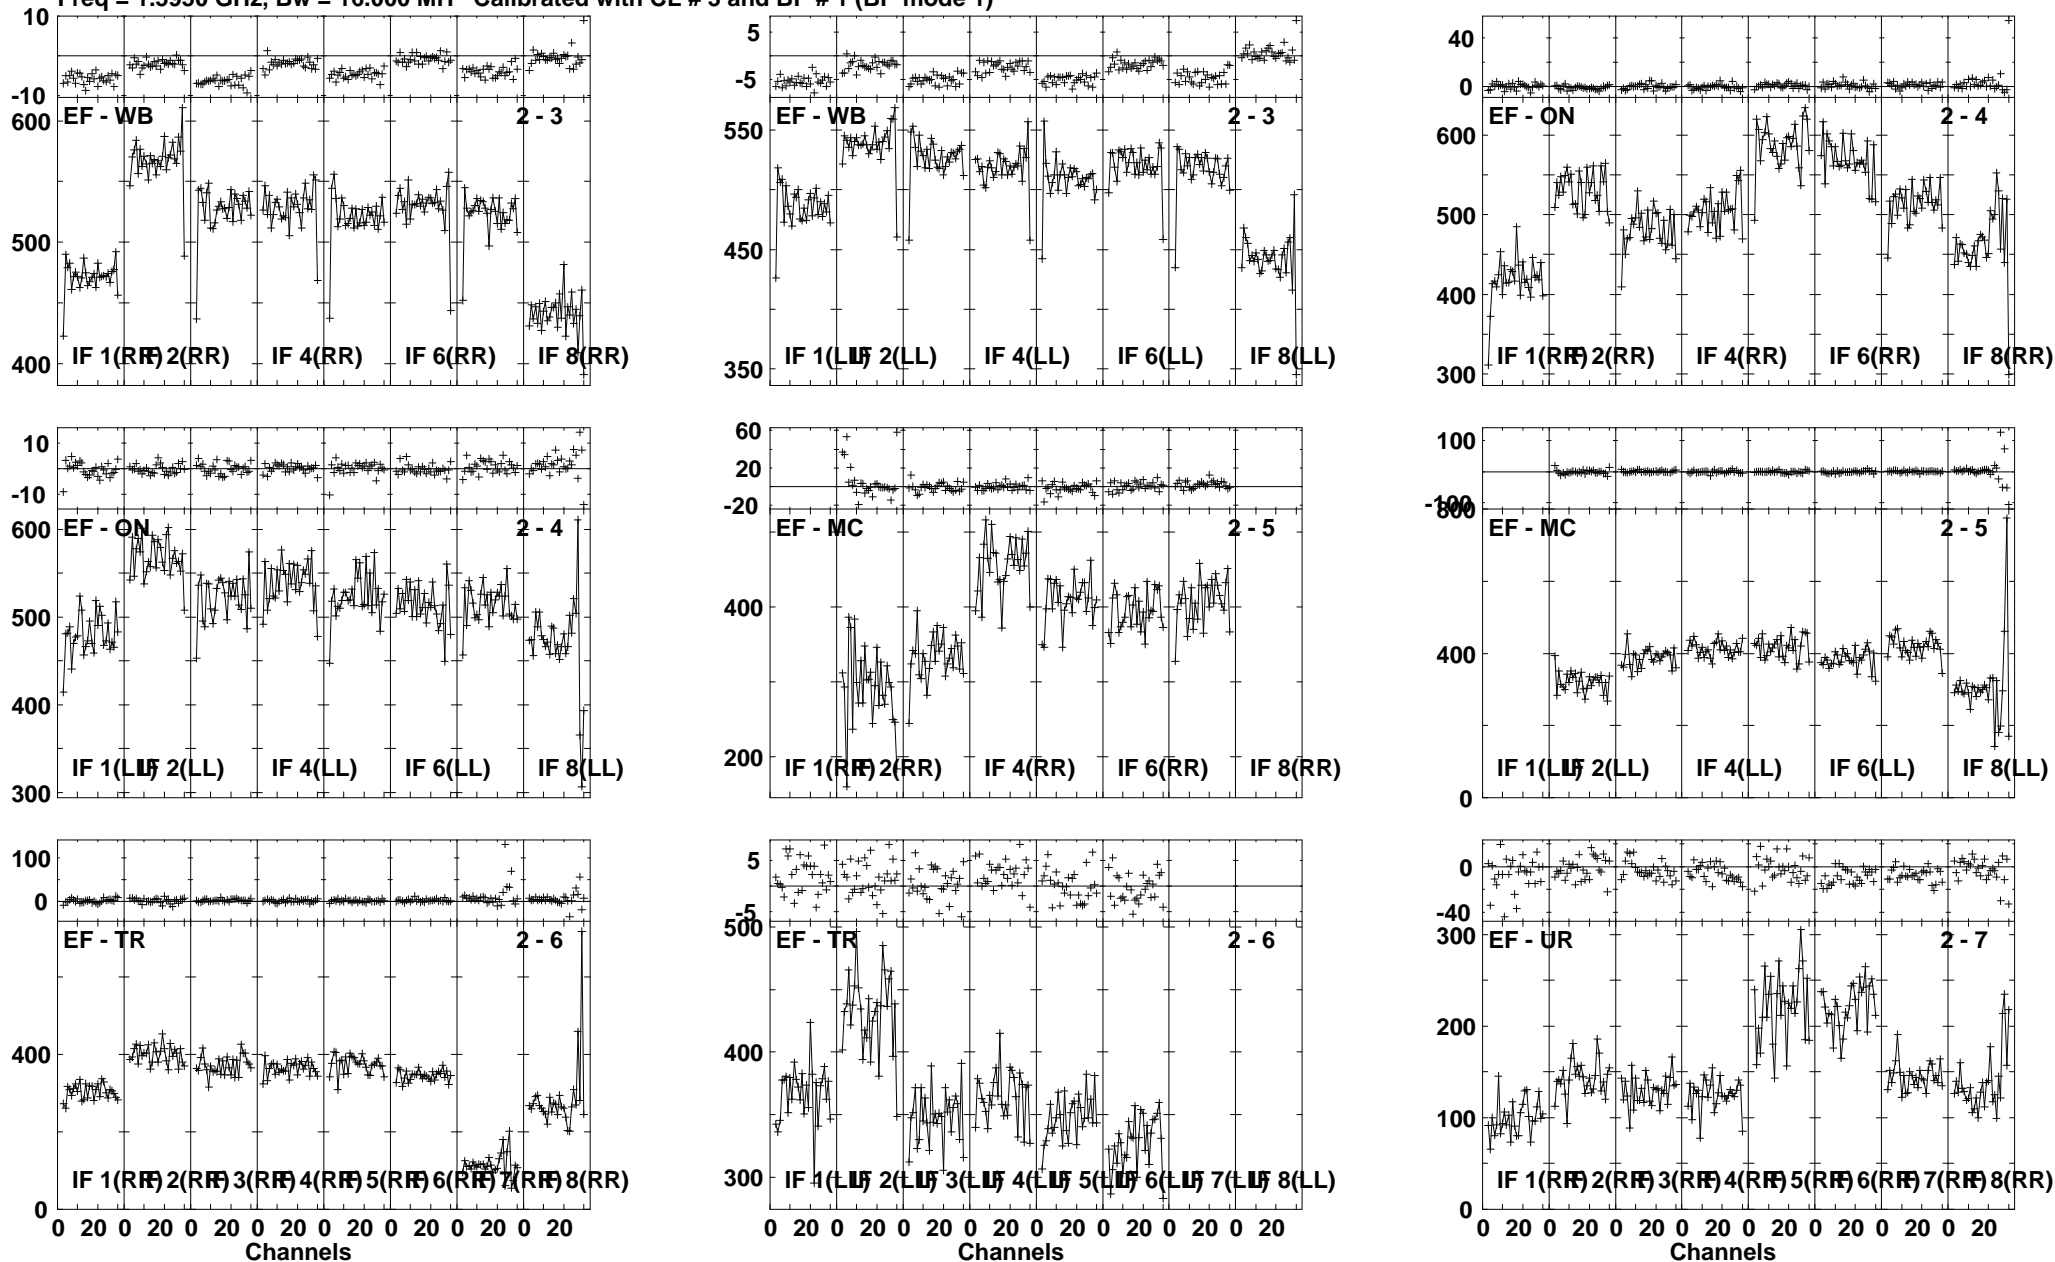 Freq = 1.5950 GHz, Bw = 16.000 MH Calibrated with CL # 3 and BP # 1 (BP mode 1)
10 5 40
0 -5 0
-10
EF - WB 2 - 3 EF - WB 2 - 3 EF - ON 2 - 4
600 550 600
500 450 500
400 350 400
300
IF 1(RR) IF 2(RR) IF 4(RR) IF 6(RR) IF 8(RR) IF 1(LL) IF 2(LL) IF 4(LL) IF 6(LL) IF 8(LL) IF 1(RR) IF 2(RR) IF 4(RR) IF 6(RR) IF 8(RR)
10 60 100
-10 20 -100
-20
EF - ON 2 - 4 EF - MC 2 - 5 EF - MC 2 - 5
600 400 800
500 200 400
400 0
300
IF 1(LL) IF 2(LL) IF 4(LL) IF 6(LL) IF 8(LL) IF 1(RR) IF 2(RR) IF 4(RR) IF 6(RR) IF 8(RR) IF 1(LL) IF 2(LL) IF 4(LL) IF 6(LL) IF 8(LL)
100 5 0
0 -5 -40
EF - TR 2 - 6 EF - TR 2 - 6 EF - UR 2 - 7
400 500 300
0 400 200
300 100
0
IF 1(RR) IF 2(RR) IF 3(RR) IF 4(RR) IF 5(RR) IF 6(RR) IF 7(RR) IF 8(RR) IF 1(LL) IF 2(LL) IF 3(LL) IF 4(LL) IF 5(LL) IF 6(LL) IF 7(LL) IF 8(LL) IF 1(RR) IF 2(RR) IF 3(RR) IF 4(RR) IF 5(RR) IF 6(RR) IF 7(RR) IF 8(RR)
0 20 0 20 0 20 0 20 0 20 0 20 0 20 0 20 0 20 0 20 0 20 0 20 0 20 0 20 0 20 0 20 0 20 0 20 0 20 0 20 0 20 0 20 0 20 0 20
Channels Channels Channels